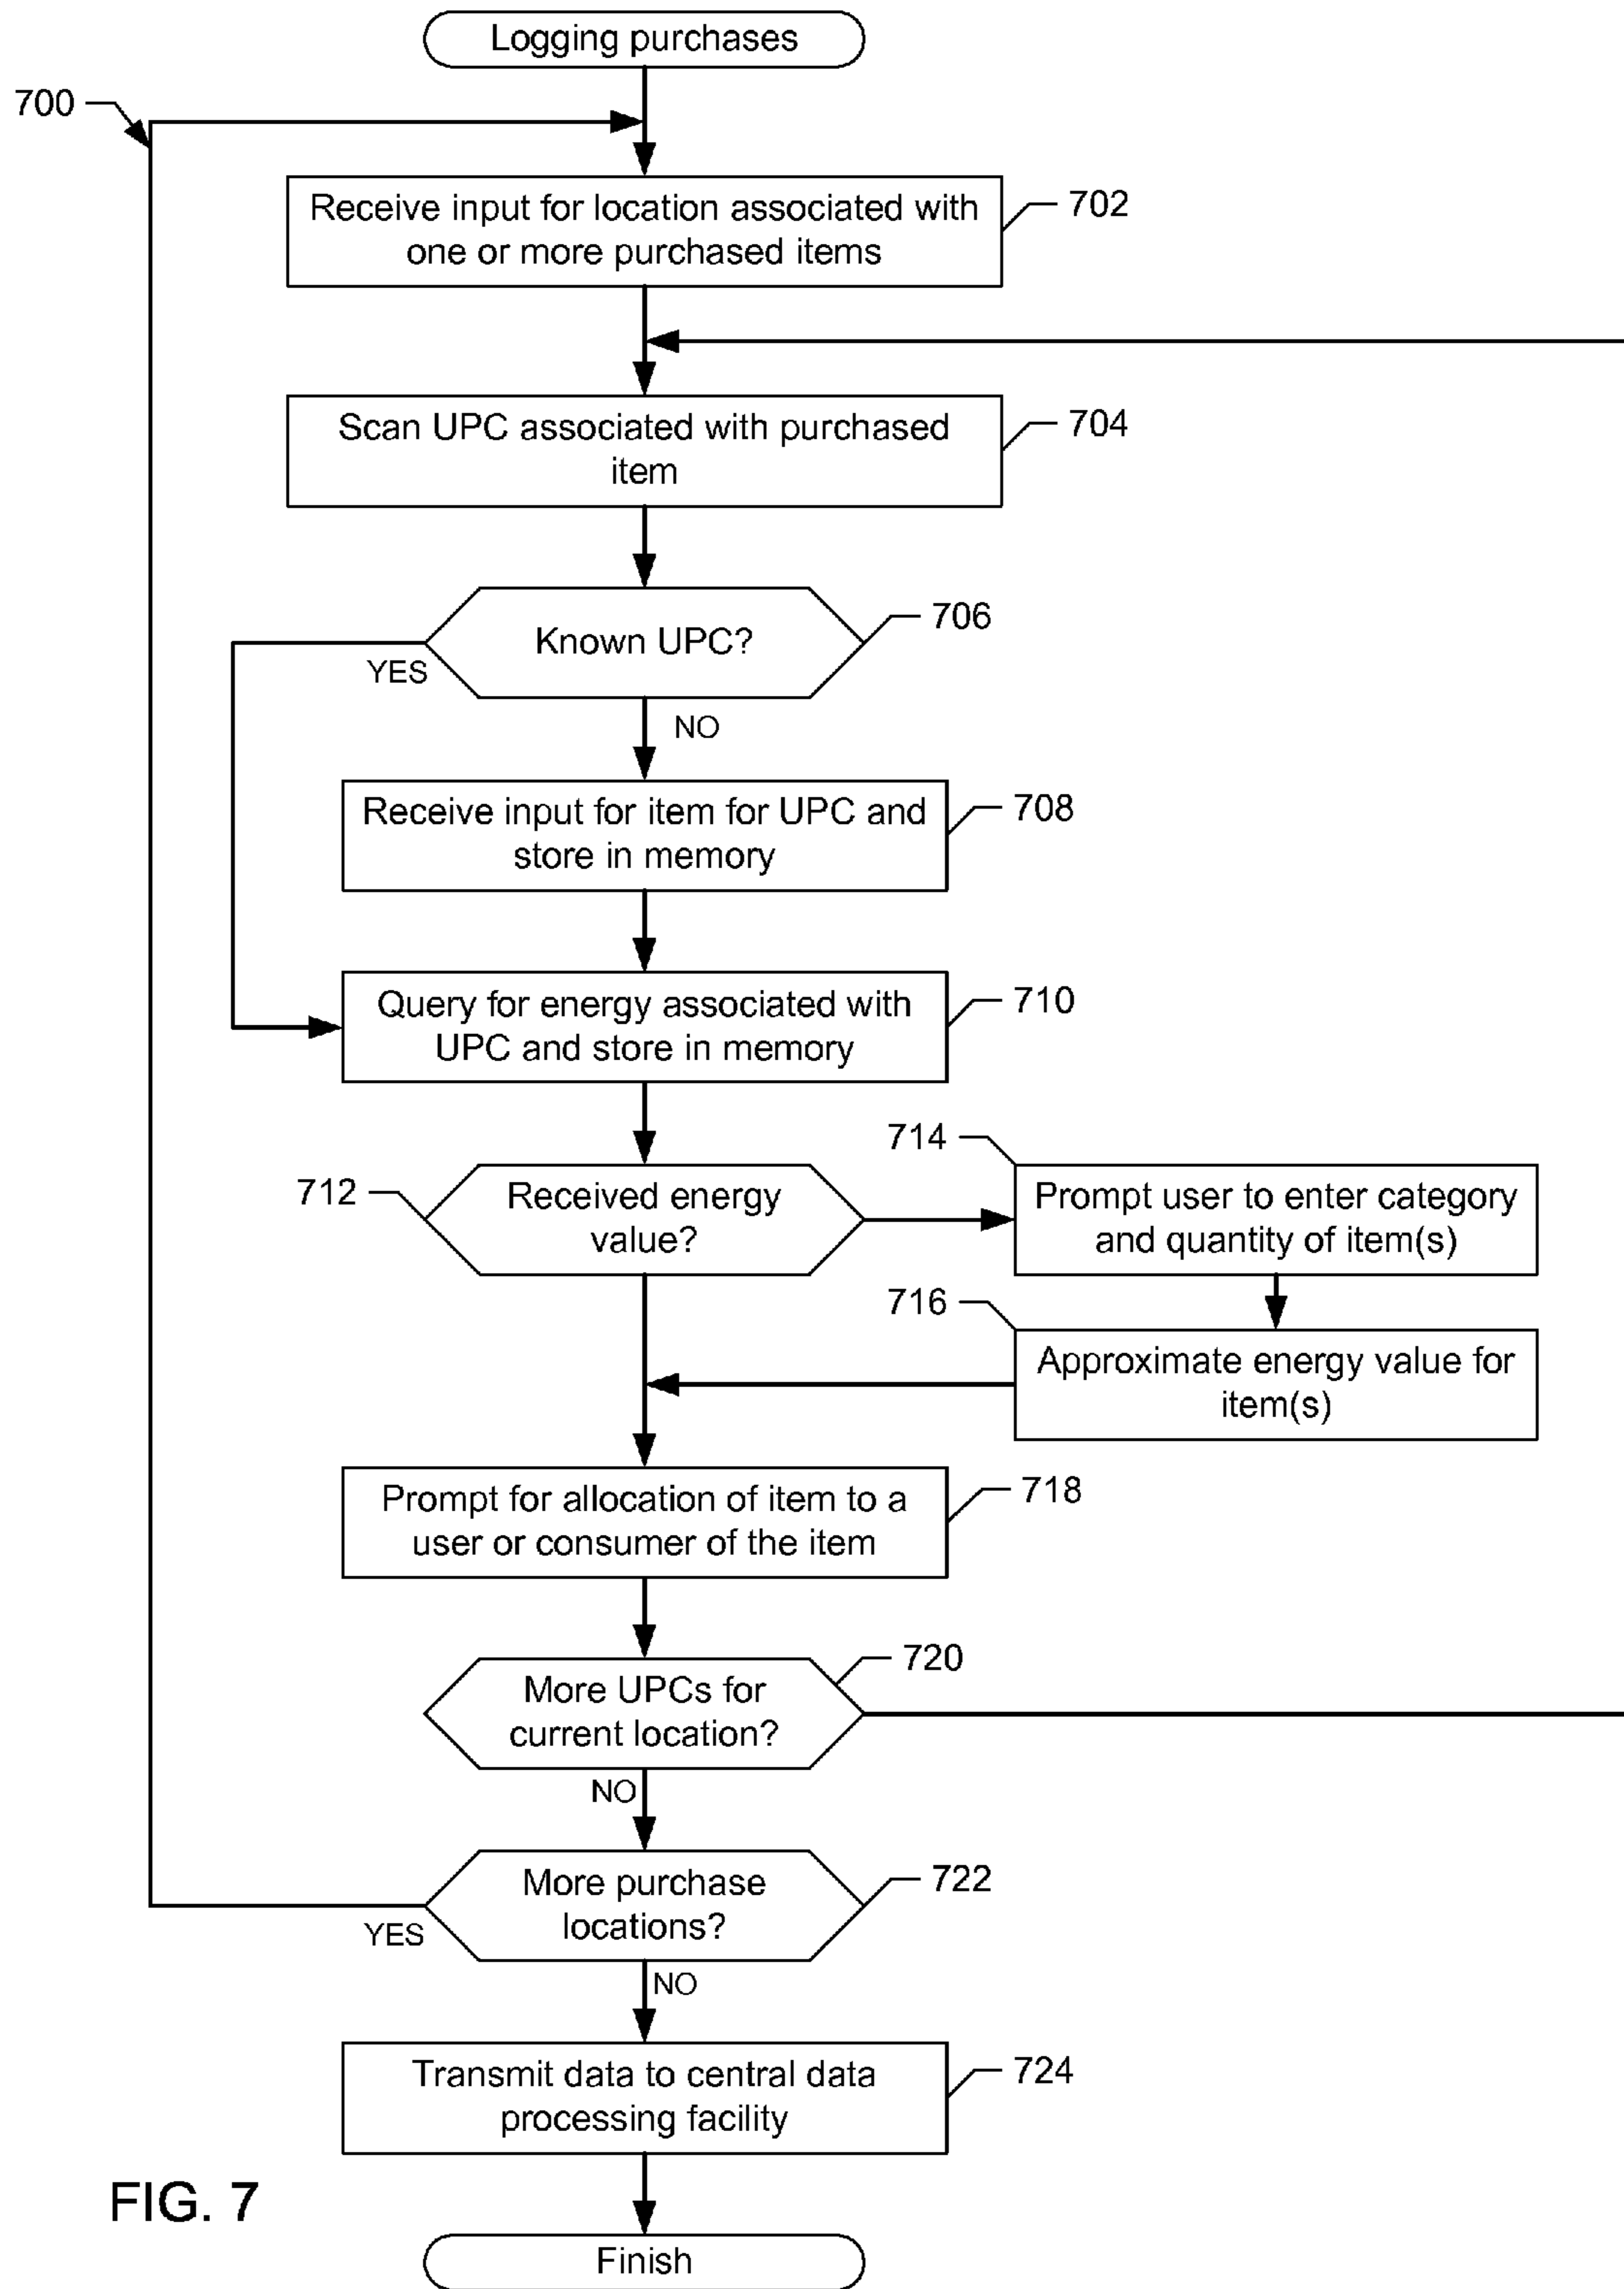 Logging purchases
700
Receive input for location associated with
one or more purchased items
702
Scan UPC associated with purchased
item
704
Known UPC?
706
YES
NO
Receive input for item for UPC and
store in memory
708
Query for energy associated with
UPC and store in memory
710
712
Received energy
value?
714
Prompt user to enter category
and quantity of item(s)
716
Approximate energy value for
item(s)
Prompt for allocation of item to a
user or consumer of the item
718
More UPCs for
current location?
720
NO
More purchase
locations?
722
YES
NO
Transmit data to central data
processing facility
724
FIG. 7
Finish